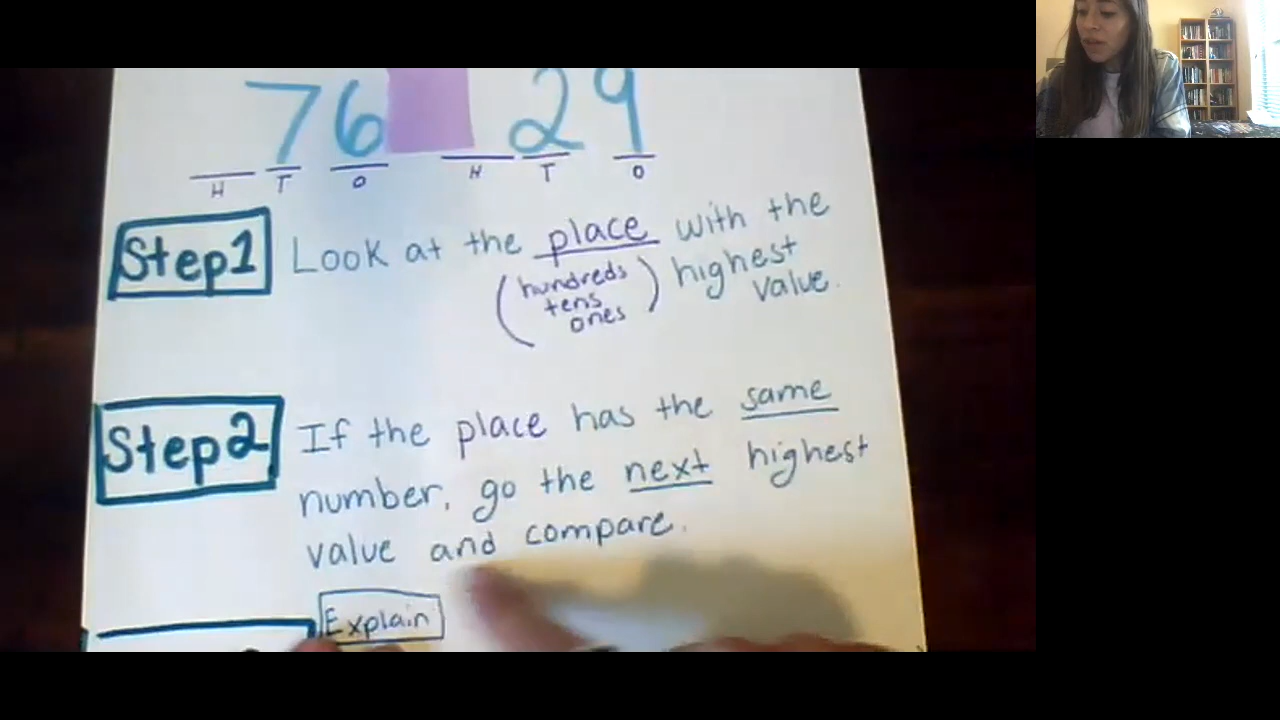 76 29
H T O H T O
Step1 Look at the place with the
(hundreds tens ones) highest value.
Step2 If the place has the same
number, go the next highest
value and compare.
Explain